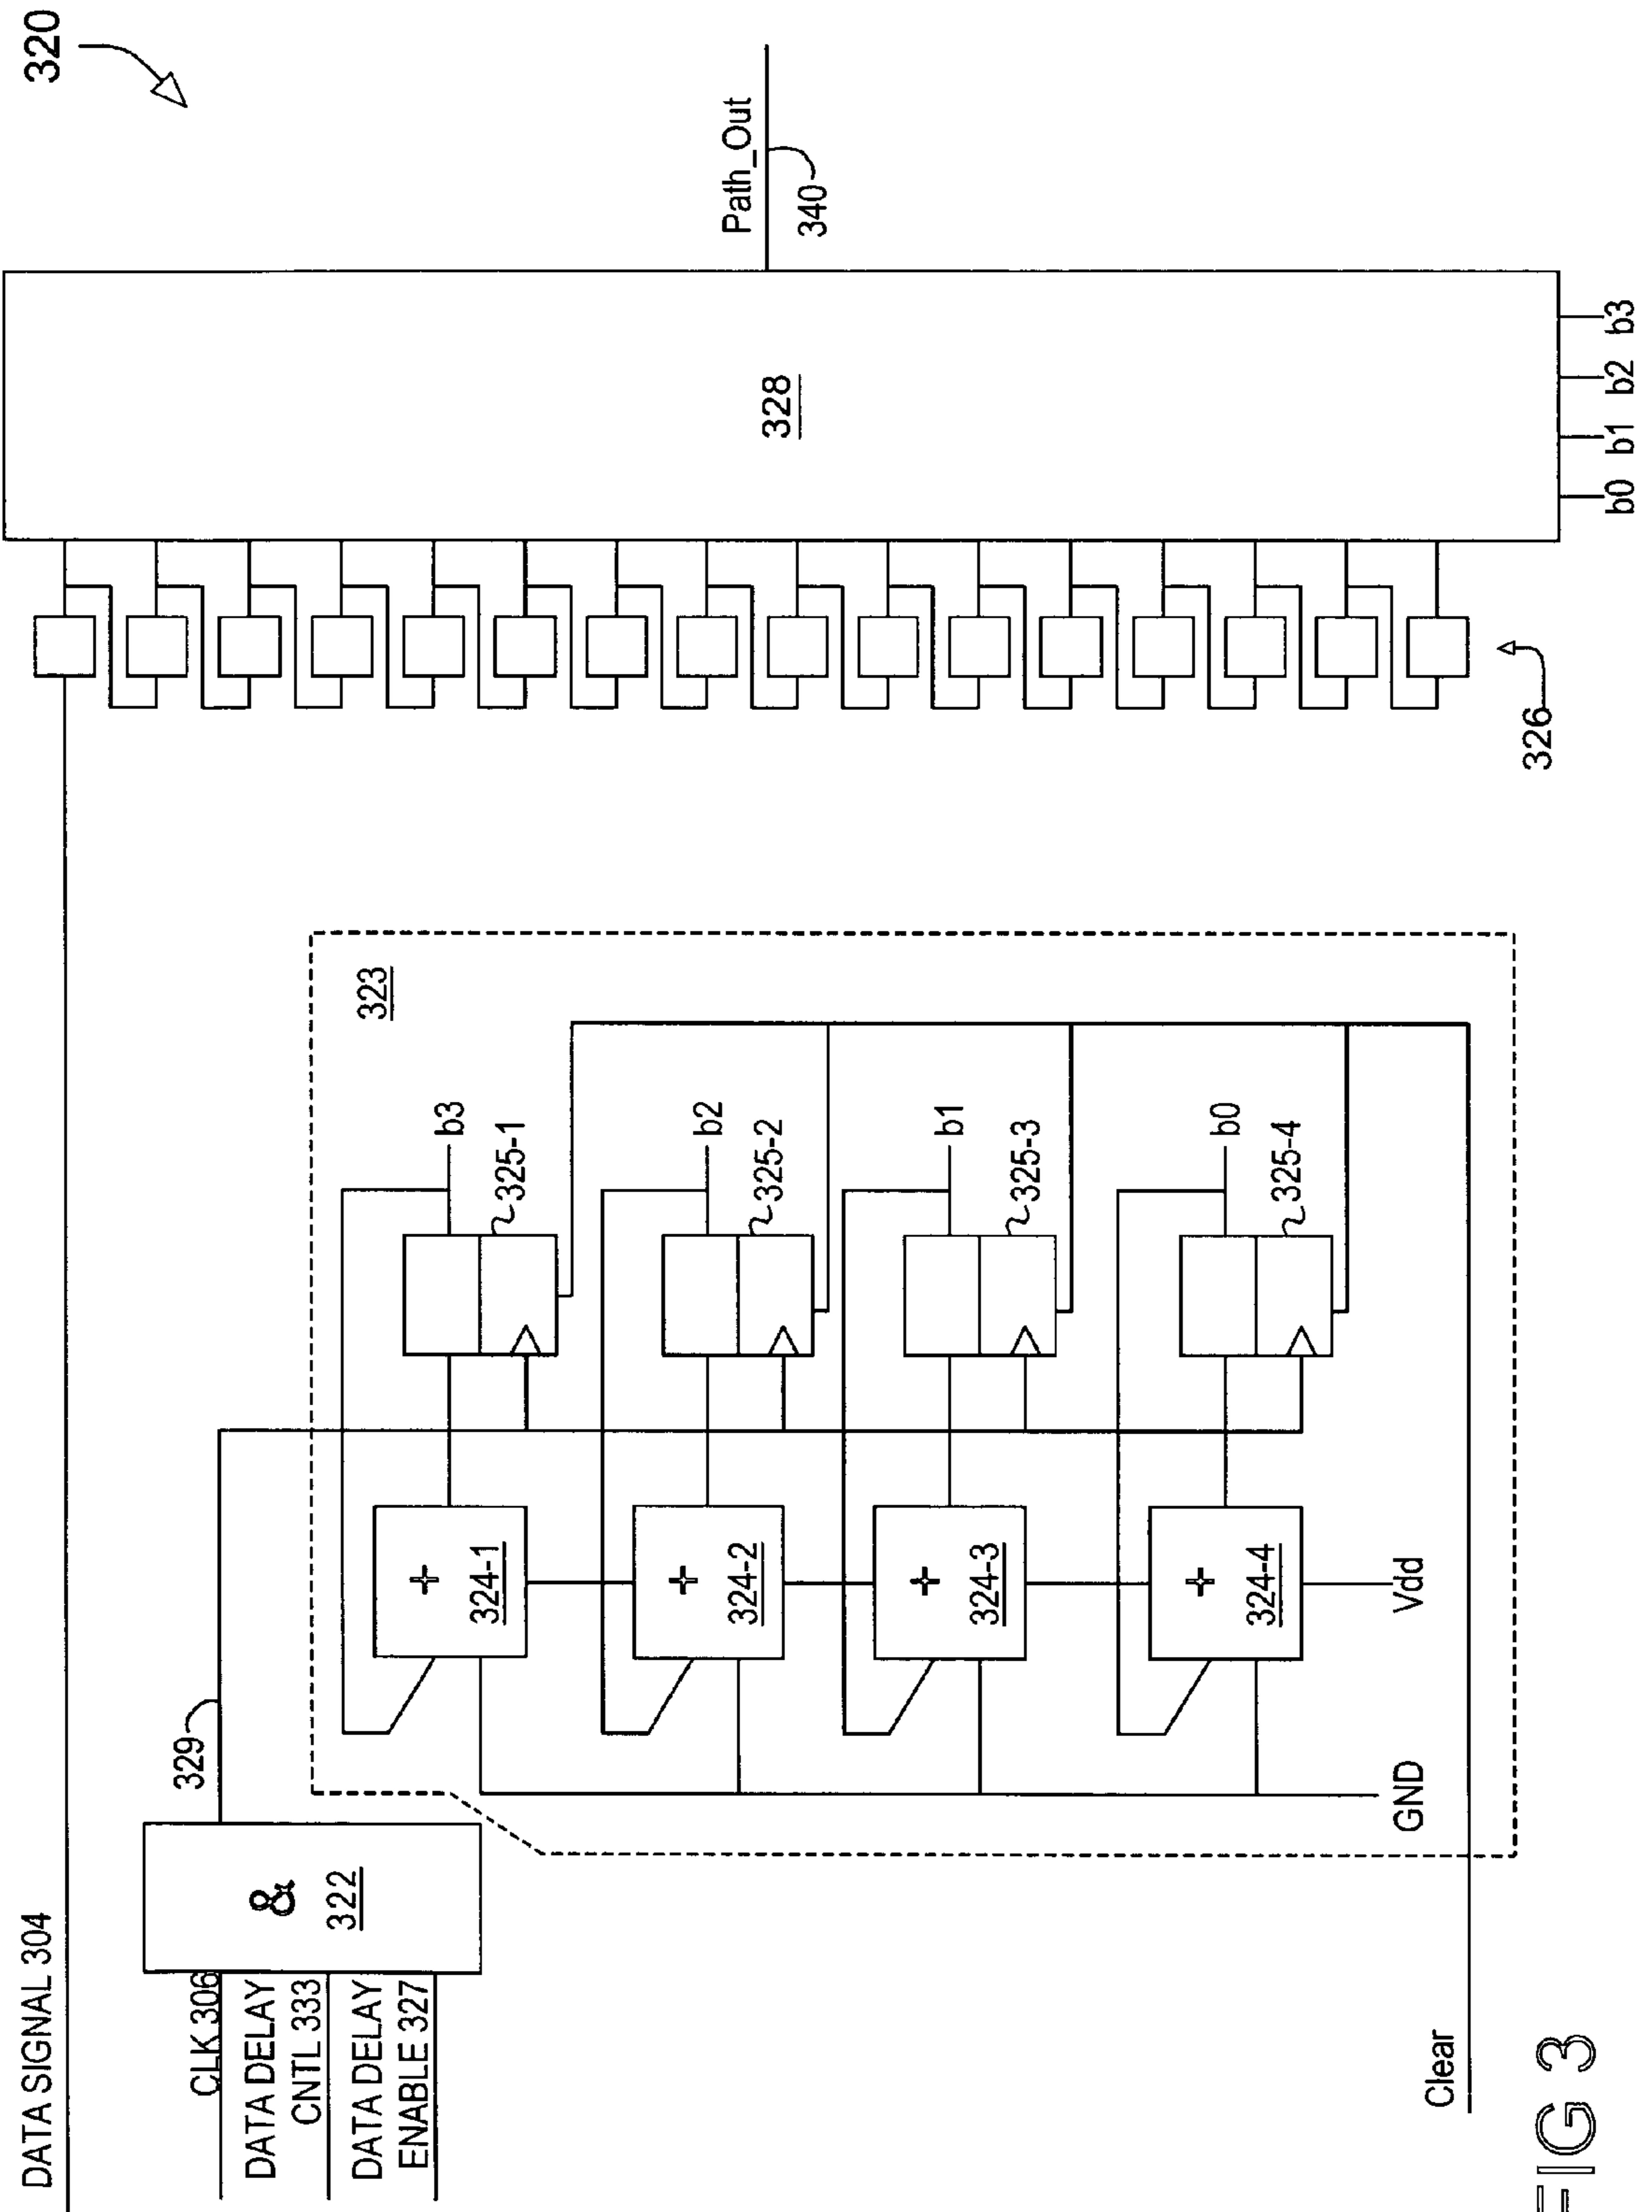 320
DATA SIGNAL 304
CLK 306
DATA DELAY
CNTL 333
DATA DELAY
ENABLE 327
&
322
329
323
+
324-1
b3
325-1
+
324-2
b2
325-2
+
324-3
b1
325-3
+
324-4
b0
325-4
GND
Vdd
Clear
326
328
b0 b1 b2 b3
Path_Out
340
FIG 3